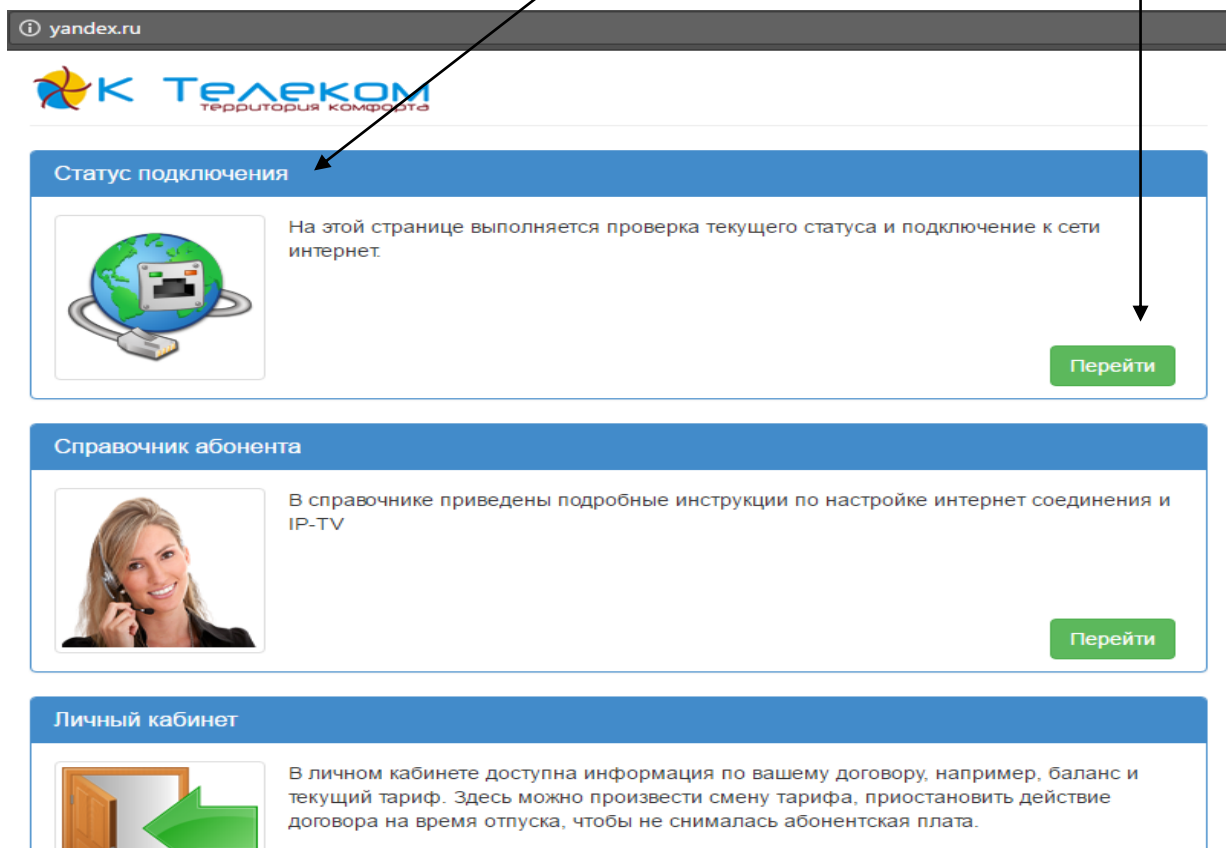 yandex.ru
К Телеком
территория комфорта
Статус подключения
На этой странице выполняется проверка текущего статуса и подключение к сети
интернет.
Перейти
Справочник абонента
В справочнике приведены подробные инструкции по настройке интернет соединения и
IP-TV
Перейти
Личный кабинет
В личном кабинете доступна информация по вашему договору, например, баланс и
текущий тариф. Здесь можно произвести смену тарифа, приостановить действие
договора на время отпуска, чтобы не снималась абонентская плата.